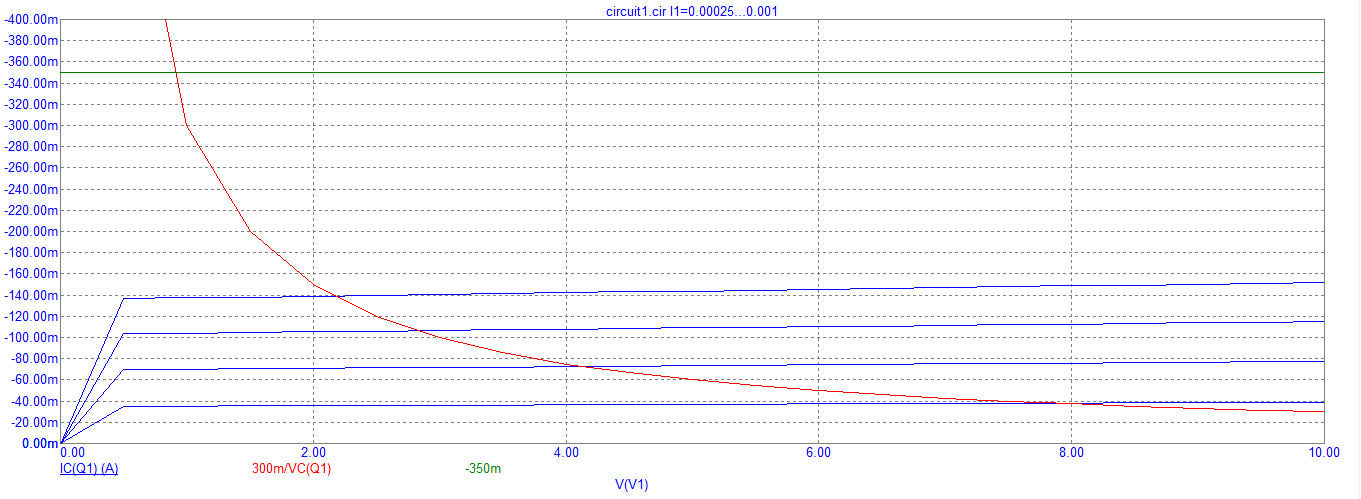 circuit1.cir I1=0.00025...0.001
-400.00m
-380.00m
-360.00m
-340.00m
-320.00m
-300.00m
-280.00m
-260.00m
-240.00m
-220.00m
-200.00m
-180.00m
-160.00m
-140.00m
-120.00m
-100.00m
-80.00m
-60.00m
-40.00m
-20.00m
0.00m
0.00 2.00 4.00 6.00 8.00 10.00
IC(Q1) (A) 300m/VC(Q1) -350m
V(V1)